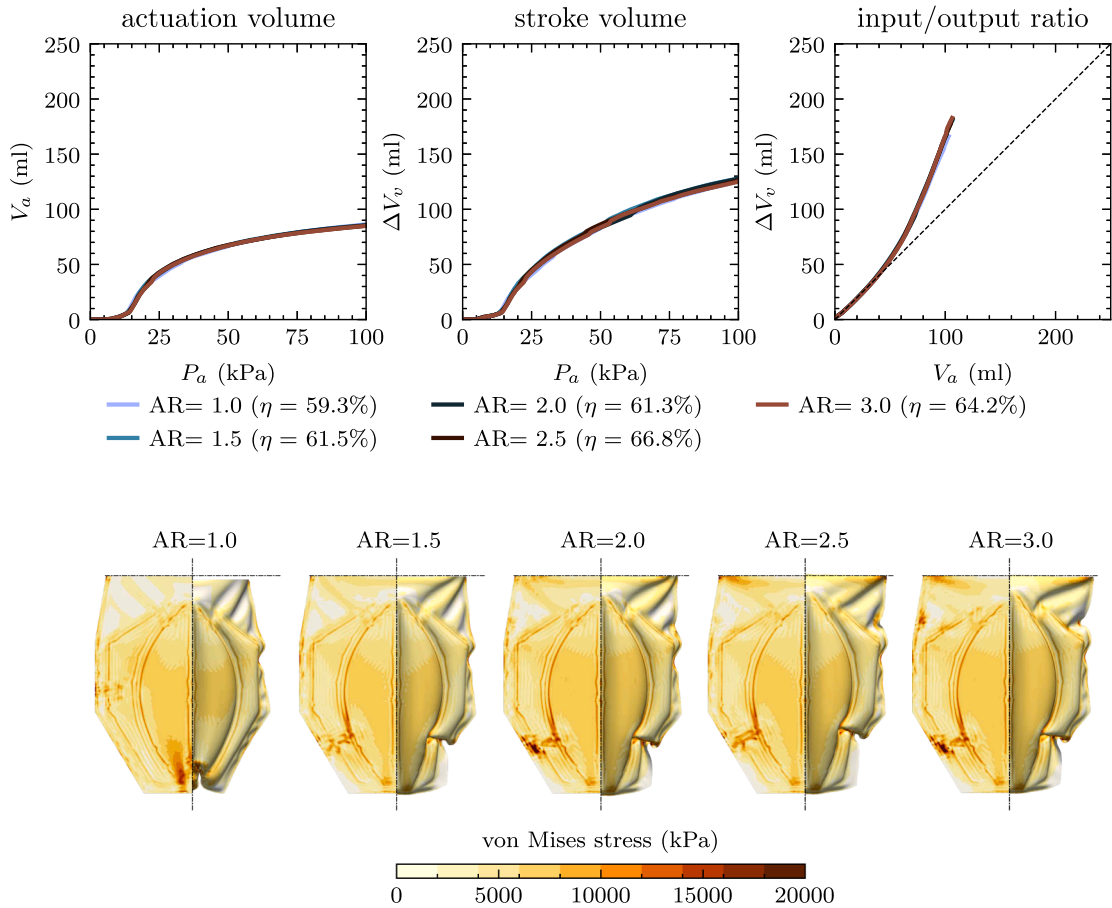 actuation volume
stroke volume
input/output ratio
250
200
150
100
50
0
V_a (ml)
0 25 50 75 100
P_a (kPa)
250
200
150
100
50
0
ΔV_v (ml)
0 25 50 75 100
P_a (kPa)
250
200
150
100
50
0
ΔV_v (ml)
0 100 200
V_a (ml)
AR= 1.0 (η = 59.3%)
AR= 2.0 (η = 61.3%)
AR= 3.0 (η = 64.2%)
AR= 1.5 (η = 61.5%)
AR= 2.5 (η = 66.8%)
AR=1.0
AR=1.5
AR=2.0
AR=2.5
AR=3.0
von Mises stress (kPa)
0 5000 10000 15000 20000